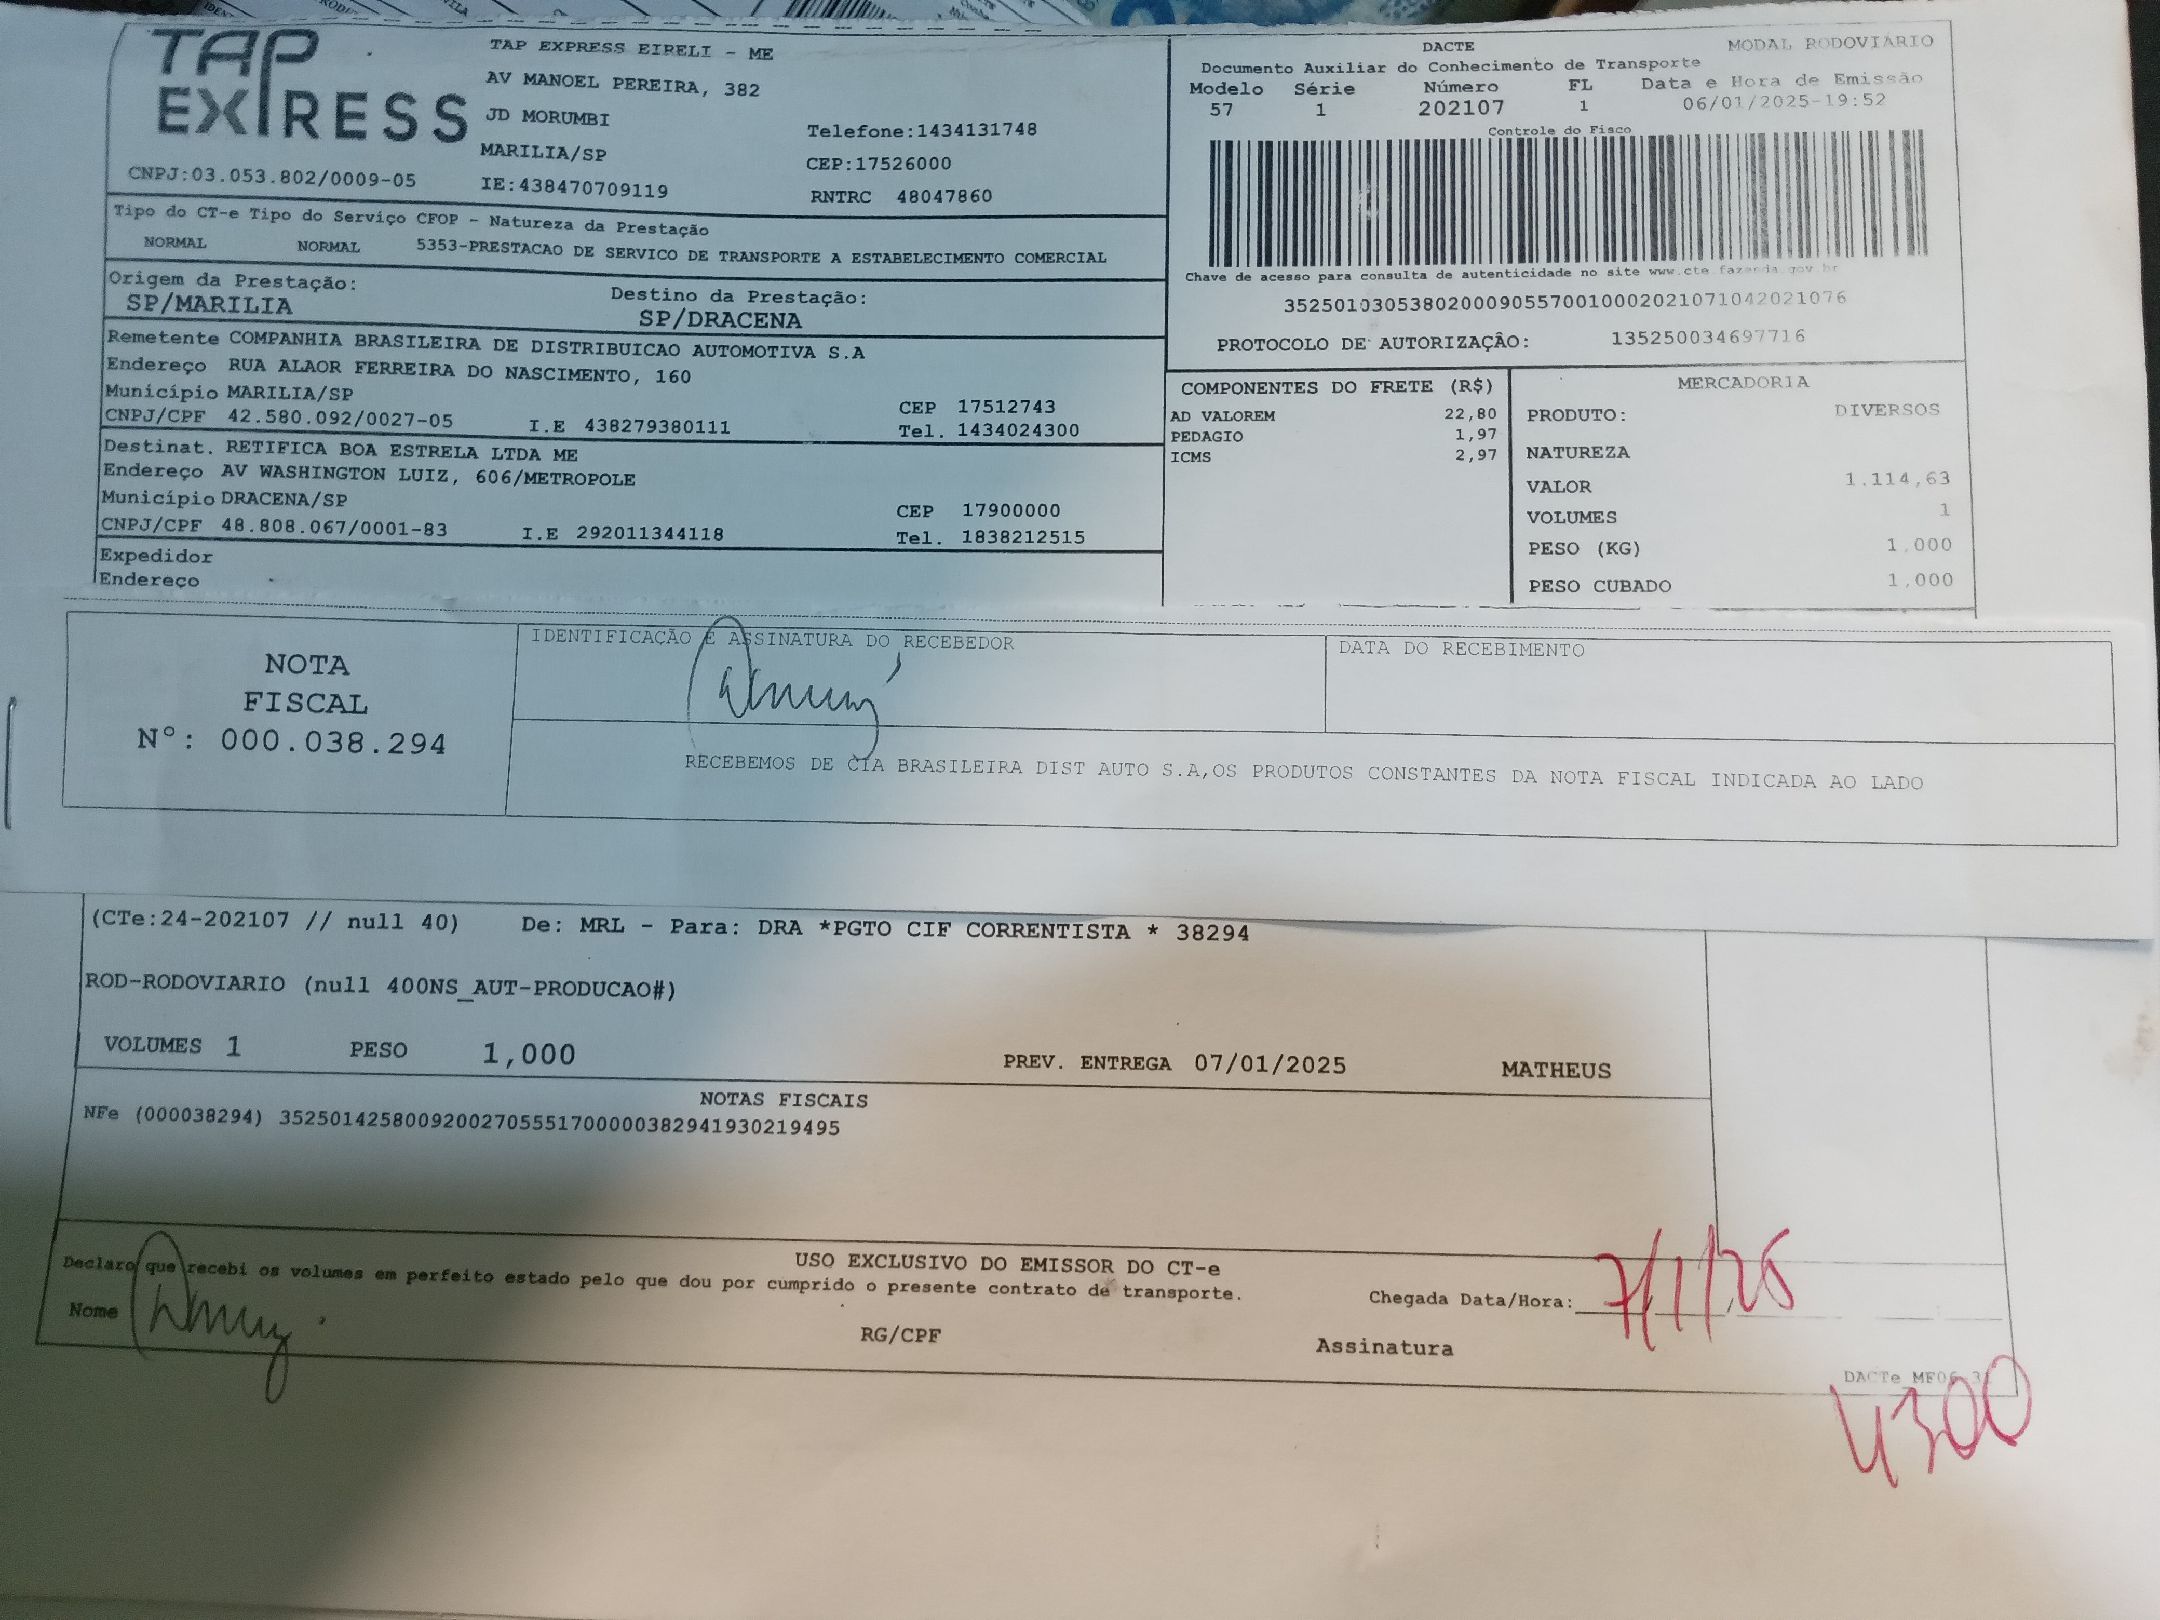 TAP EXPRESS
TAP EXPRESS EIRELI - ME
AV MANOEL PEREIRA, 382
JD MORUMBI
MARILIA/SP
Telefone:1434131748
CEP:17526000
CNPJ:03.053.802/0009-05
IE:438470709119
RNTRC 48047860
DACTE
MODAL RODOVIARIO
Documento Auxiliar do Conhecimento de Transporte
Modelo Série Número FL Data e Hora de Emissão
57 1 202107 1 06/01/2025-19:52
Controle do Fisco
Chave de acesso para consulta de autenticidade no site www.cte.fazenda.gov.br
35250103053802000905570010002021071042021076
PROTOCOLO DE AUTORIZAÇÃO: 135250034697716
Tipo do CT-e Tipo do Serviço CFOP - Natureza da Prestação
NORMAL NORMAL 5353-PRESTACAO DE SERVICO DE TRANSPORTE A ESTABELECIMENTO COMERCIAL
Origem da Prestação:
SP/MARILIA
Destino da Prestação:
SP/DRACENA
Remetente COMPANHIA BRASILEIRA DE DISTRIBUICAO AUTOMOTIVA S.A
Endereço RUA ALAOR FERREIRA DO NASCIMENTO, 160
Município MARILIA/SP CEP 17512743
CNPJ/CPF 42.580.092/0027-05 I.E 438279380111 Tel. 1434024300
Destinat. RETIFICA BOA ESTRELA LTDA ME
Endereço AV WASHINGTON LUIZ, 606/METROPOLE
Município DRACENA/SP CEP 17900000
CNPJ/CPF 48.808.067/0001-83 I.E 292011344118 Tel. 1838212515
Expedidor
Endereço
COMPONENTES DO FRETE (R$)
AD VALOREM 22,80
PEDAGIO 1,97
ICMS 2,97
MERCADORIA
PRODUTO: DIVERSOS
NATUREZA
VALOR 1.114,63
VOLUMES 1
PESO (KG) 1,000
PESO CUBADO 1,000
NOTA
FISCAL
N°: 000.038.294
IDENTIFICAÇÃO E ASSINATURA DO RECEBEDOR
DATA DO RECEBIMENTO
RECEBEMOS DE CIA BRASILEIRA DIST AUTO S.A,OS PRODUTOS CONSTANTES DA NOTA FISCAL INDICADA AO LADO
(CTe:24-202107 // null 40) De: MRL - Para: DRA *PGTO CIF CORRENTISTA * 38294
ROD-RODOVIARIO (null 400NS_AUT-PRODUCAO#)
VOLUMES 1 PESO 1,000 PREV. ENTREGA 07/01/2025 MATHEUS
NOTAS FISCAIS
NFe (000038294) 35250142580092002705551700000382941930219495
USO EXCLUSIVO DO EMISSOR DO CT-e
Declaro que recebi os volumes em perfeito estado pelo que dou por cumprido o presente contrato de transporte.
Chegada Data/Hora: 7/1/25
Nome RG/CPF Assinatura
DACTe MF06
4300